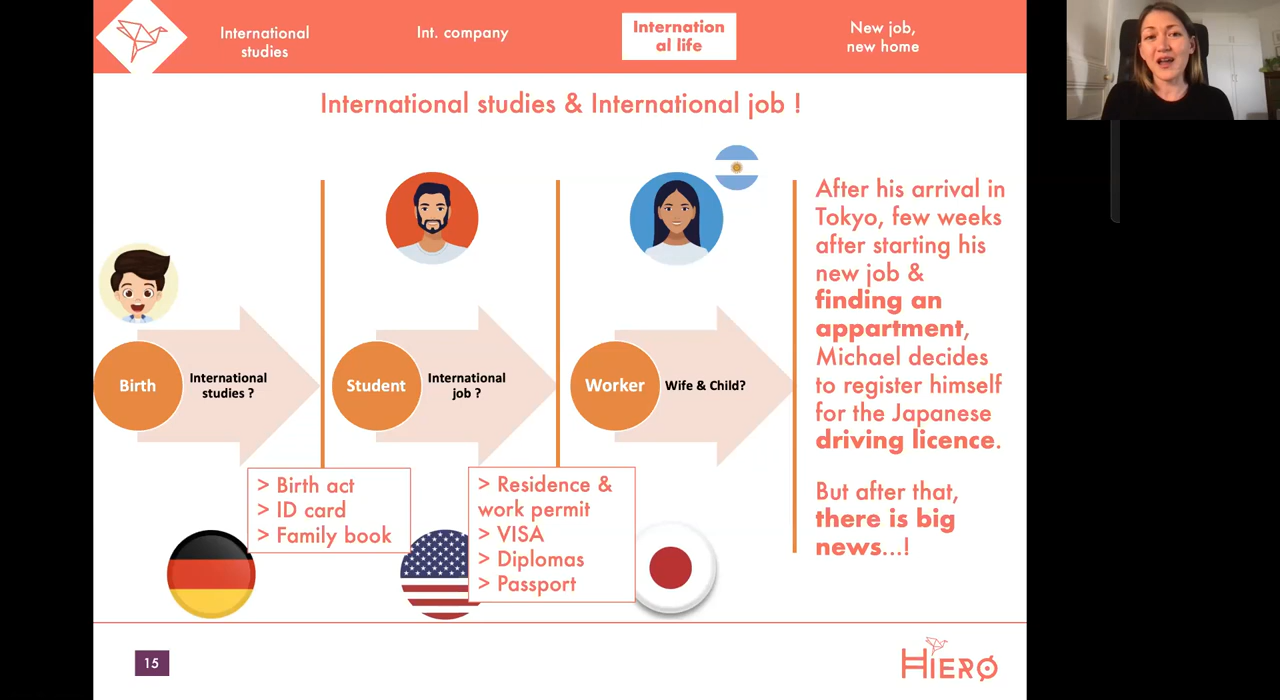 International
studies
Int. company
Internation
al life
New job,
new home
International studies & International job !
Birth
International
studies ?
Student
International
job ?
Worker
Wife & Child?
> Birth act
> ID card
> Family book
> Residence &
work permit
> VISA
> Diplomas
> Passport
After his arrival in
Tokyo, few weeks
after starting his
new job &
finding an
appartment,
Michael decides
to register himself
for the Japanese
driving licence.
But after that,
there is big
news...!
15
HIERO